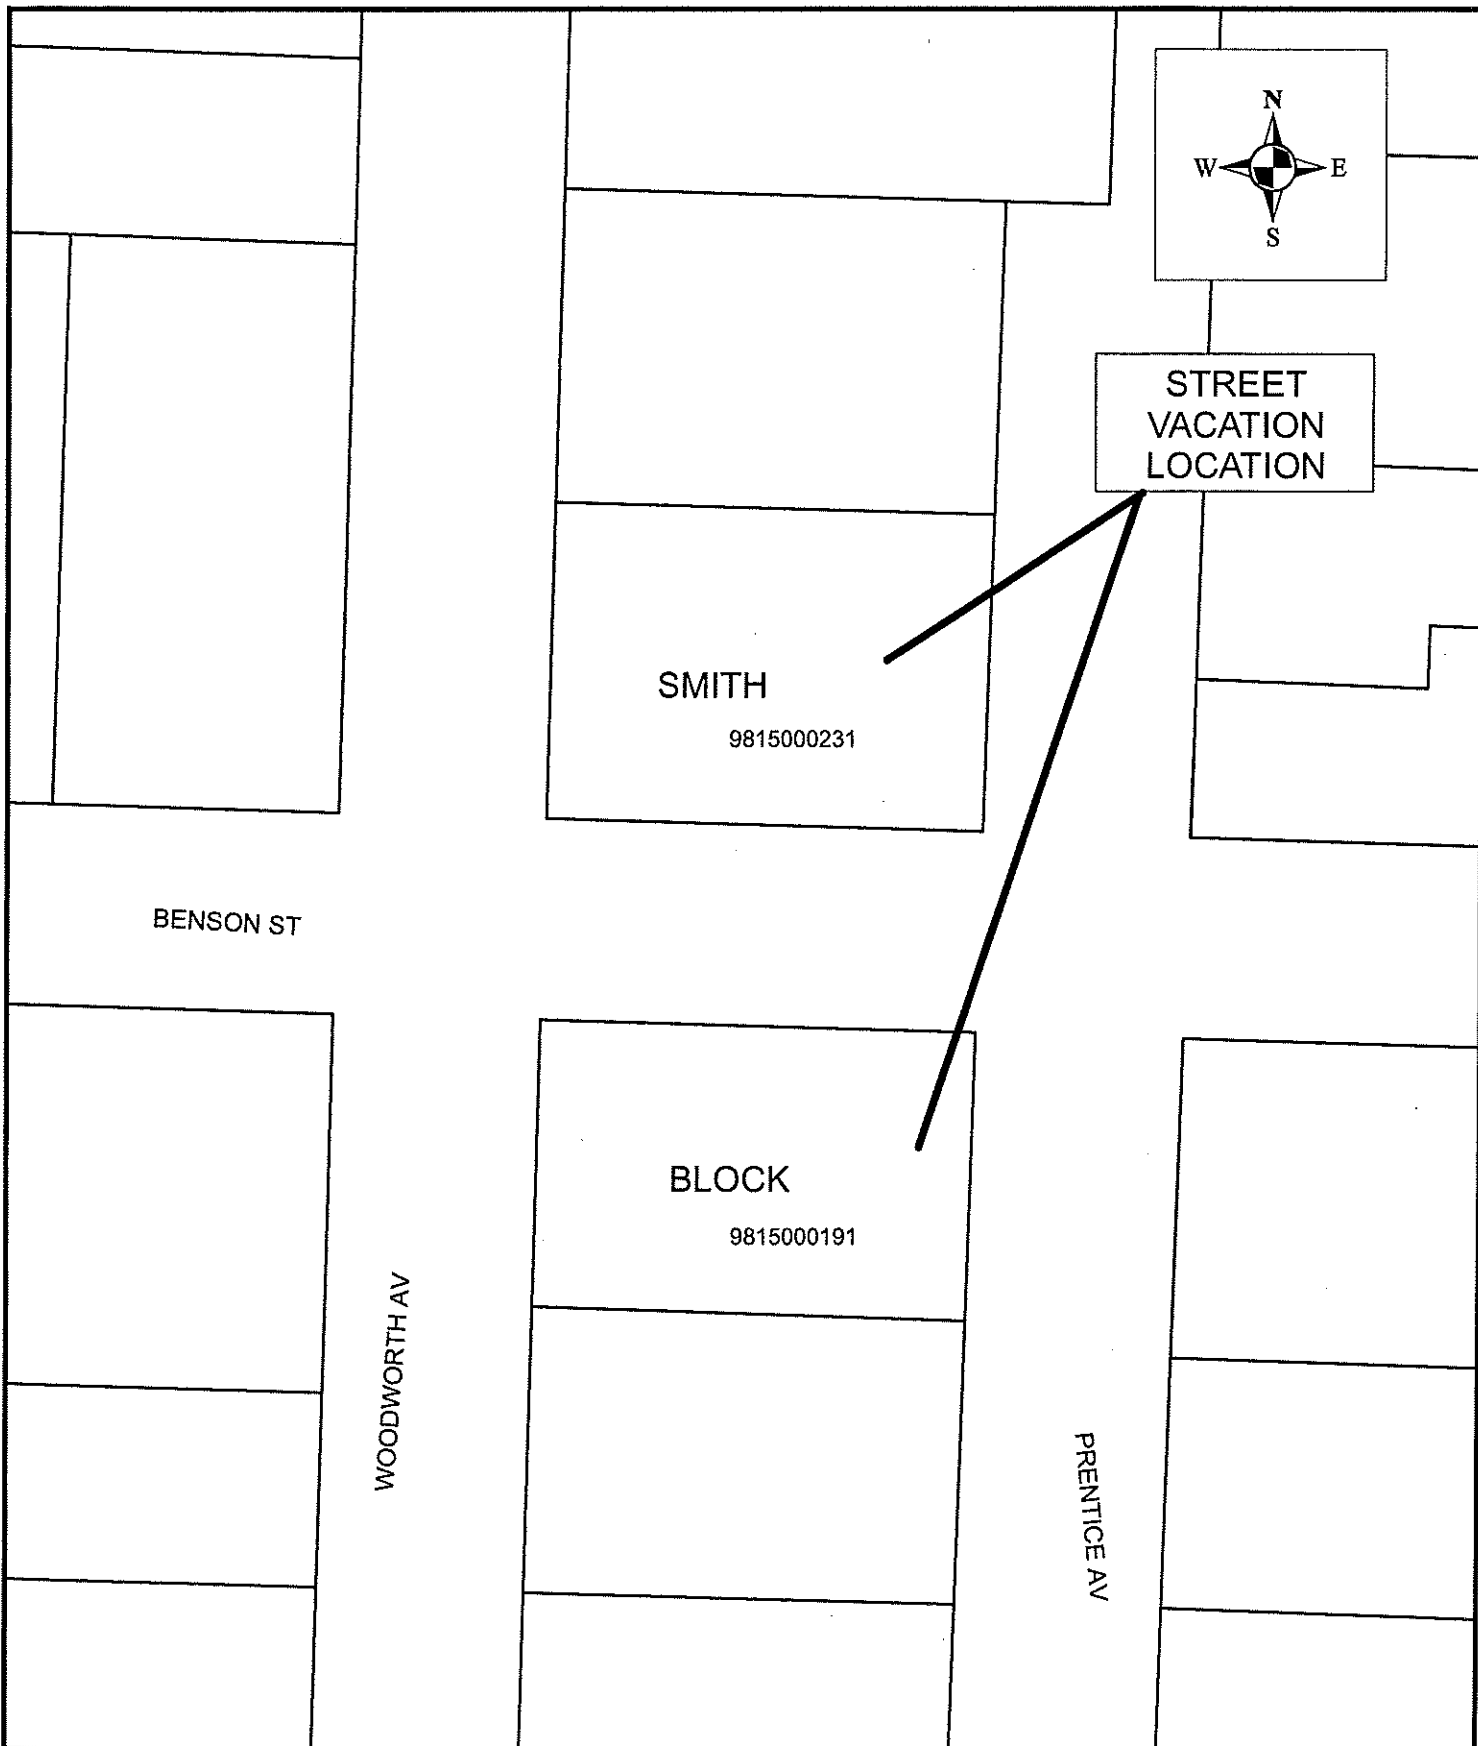 N
W E
S
STREET
VACATION
LOCATION
SMITH
9815000231
BENSON ST
BLOCK
9815000191
WOODWORTH AV
PRENTICE AV